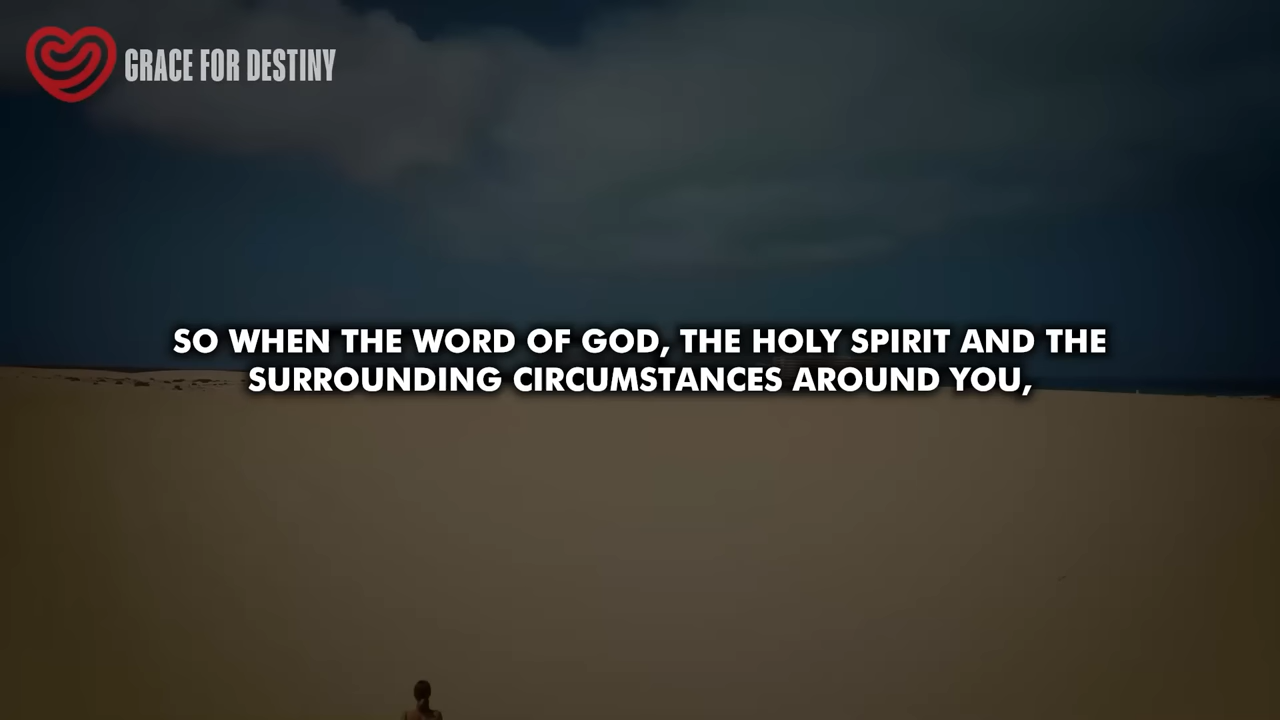 GRACE FOR DESTINY
SO WHEN THE WORD OF GOD, THE HOLY SPIRIT AND THE
SURROUNDING CIRCUMSTANCES AROUND YOU,